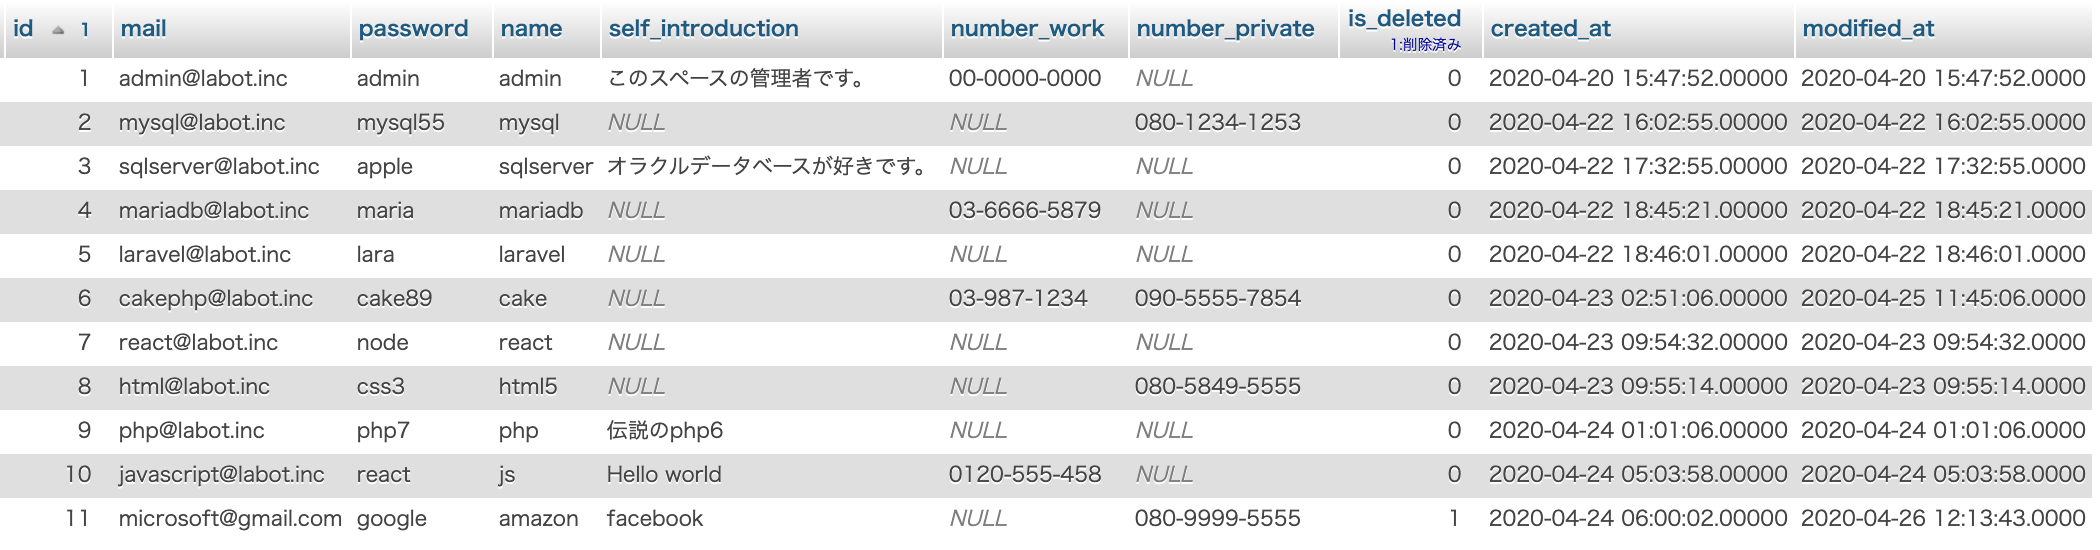 id 1 mail password name self_introduction number_work number_private is_deleted created_at modified_at
1:削除済み
1 admin@labot.inc admin admin このスペースの管理者です。 00-0000-0000 NULL 0 2020-04-20 15:47:52.00000 2020-04-20 15:47:52.0000
2 mysql@labot.inc mysql55 mysql NULL NULL 080-1234-1253 0 2020-04-22 16:02:55.00000 2020-04-22 16:02:55.0000
3 sqlserver@labot.inc apple sqlserver オラクルデータベースが好きです。 NULL NULL 0 2020-04-22 17:32:55.00000 2020-04-22 17:32:55.0000
4 mariadb@labot.inc maria mariadb NULL 03-6666-5879 NULL 0 2020-04-22 18:45:21.00000 2020-04-22 18:45:21.0000
5 laravel@labot.inc lara laravel NULL NULL NULL 0 2020-04-22 18:46:01.00000 2020-04-22 18:46:01.0000
6 cakephp@labot.inc cake89 cake NULL 03-987-1234 090-5555-7854 0 2020-04-23 02:51:06.00000 2020-04-25 11:45:06.0000
7 react@labot.inc node react NULL NULL NULL 0 2020-04-23 09:54:32.00000 2020-04-23 09:54:32.0000
8 html@labot.inc css3 html5 NULL NULL 080-5849-5555 0 2020-04-23 09:55:14.00000 2020-04-23 09:55:14.0000
9 php@labot.inc php7 php 伝説のphp6 NULL NULL 0 2020-04-24 01:01:06.00000 2020-04-24 01:01:06.0000
10 javascript@labot.inc react js Hello world 0120-555-458 NULL 0 2020-04-24 05:03:58.00000 2020-04-24 05:03:58.0000
11 microsoft@gmail.com google amazon facebook NULL 080-9999-5555 1 2020-04-24 06:00:02.00000 2020-04-26 12:13:43.0000